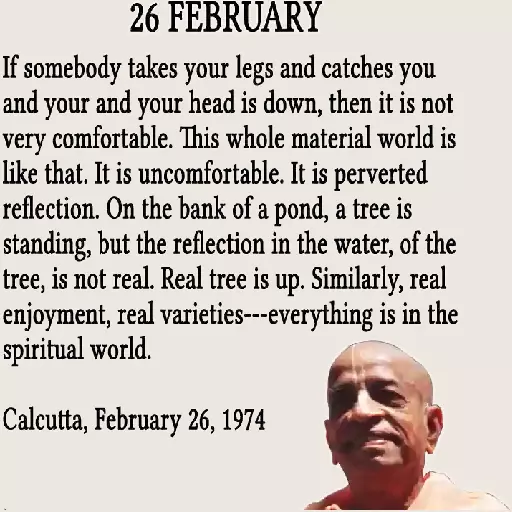 26 FEBRUARY
If somebody takes your legs and catches you
and your and your head is down, then it is not
very comfortable. This whole material world is
like that. It is uncomfortable. It is perverted
reflection. On the bank of a pond, a tree is
standing, but the reflection in the water, of the
tree, is not real. Real tree is up. Similarly, real
enjoyment, real varieties---everything is in the
spiritual world.
Calcutta, February 26, 1974